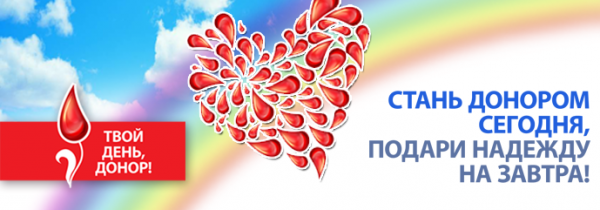 ТВОЙ
ДЕНЬ,
ДОНОР!
СТАНЬ ДОНОРОМ
СЕГОДНЯ,
ПОДАРИ НАДЕЖДУ
НА ЗАВТРА!